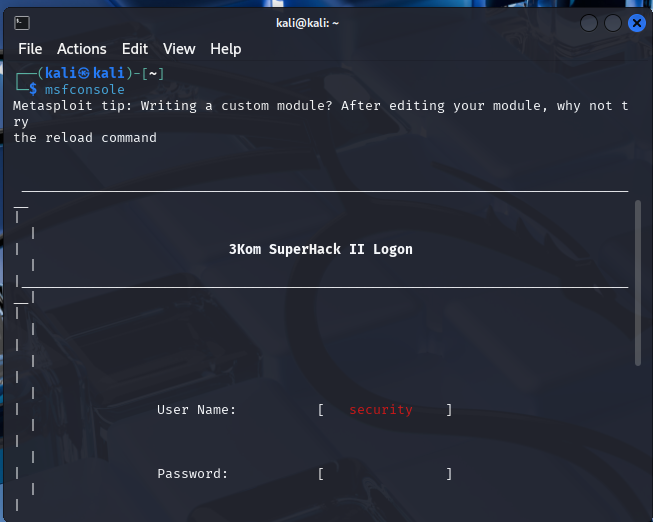 kali@kali: ~
File Actions Edit View Help
┌──(kali㉿kali)-[~]
└─$ msfconsole
Metasploit tip: Writing a custom module? After editing your module, why not t
ry
the reload command
3Kom SuperHack II Logon
User Name: [ security ]
Password: [ ]